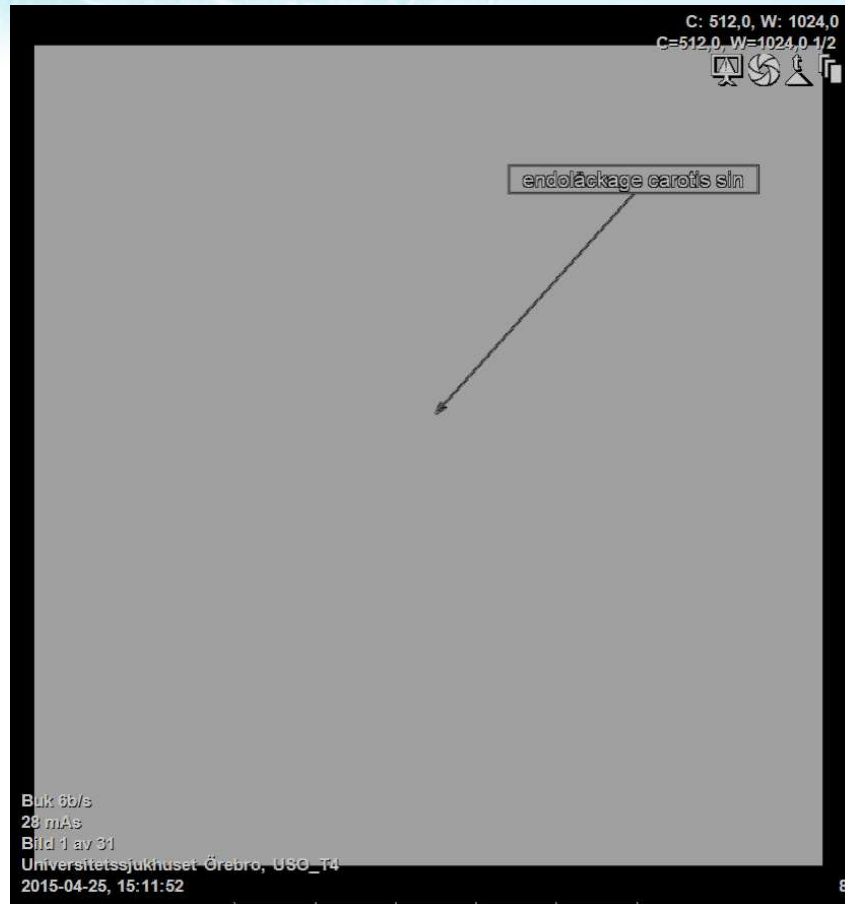 C: 512,0, W: 1024,0
C=512,0, W=1024,0 1/2
endoläckage carotis sin
Buk 6b/s
28 mAs
Bild 1 av 31
Universitetssjukhuset Örebro, USO_T4
2015-04-25, 15:11:52
8